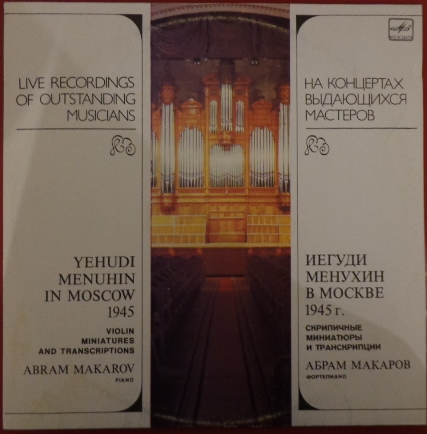 LIVE RECORDINGS
OF OUTSTANDING
MUSICIANS
YEHUDI
MENUHIN
IN MOSCOW
1945
VIOLIN
MINIATURES
AND TRANSCRIPTIONS
ABRAM MAKAROV
PIANO
НА КОНЦЕРТАХ
ВЫДАЮЩИХСЯ
МАСТЕРОВ
ИЕГУДИ
МЕНУХИН
В МОСКВЕ
1945 г.
СКРИПИЧНЫЕ
МИНИАТЮРЫ
И ТРАНСКРИПЦИИ
АБРАМ МАКАРОВ
ФОРТЕПИАНО